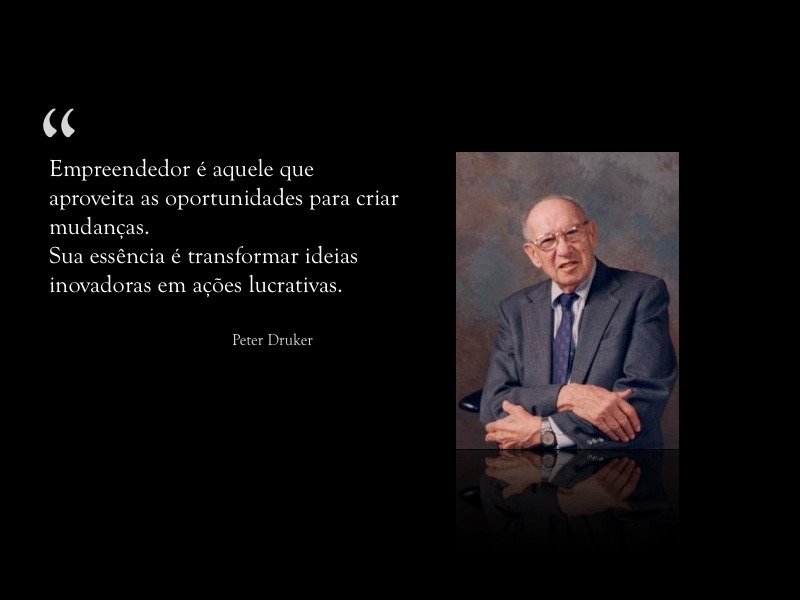 “
Empreendedor é aquele que
aproveita as oportunidades para criar
mudanças.
Sua essência é transformar ideias
inovadoras em ações lucrativas.
Peter Druker